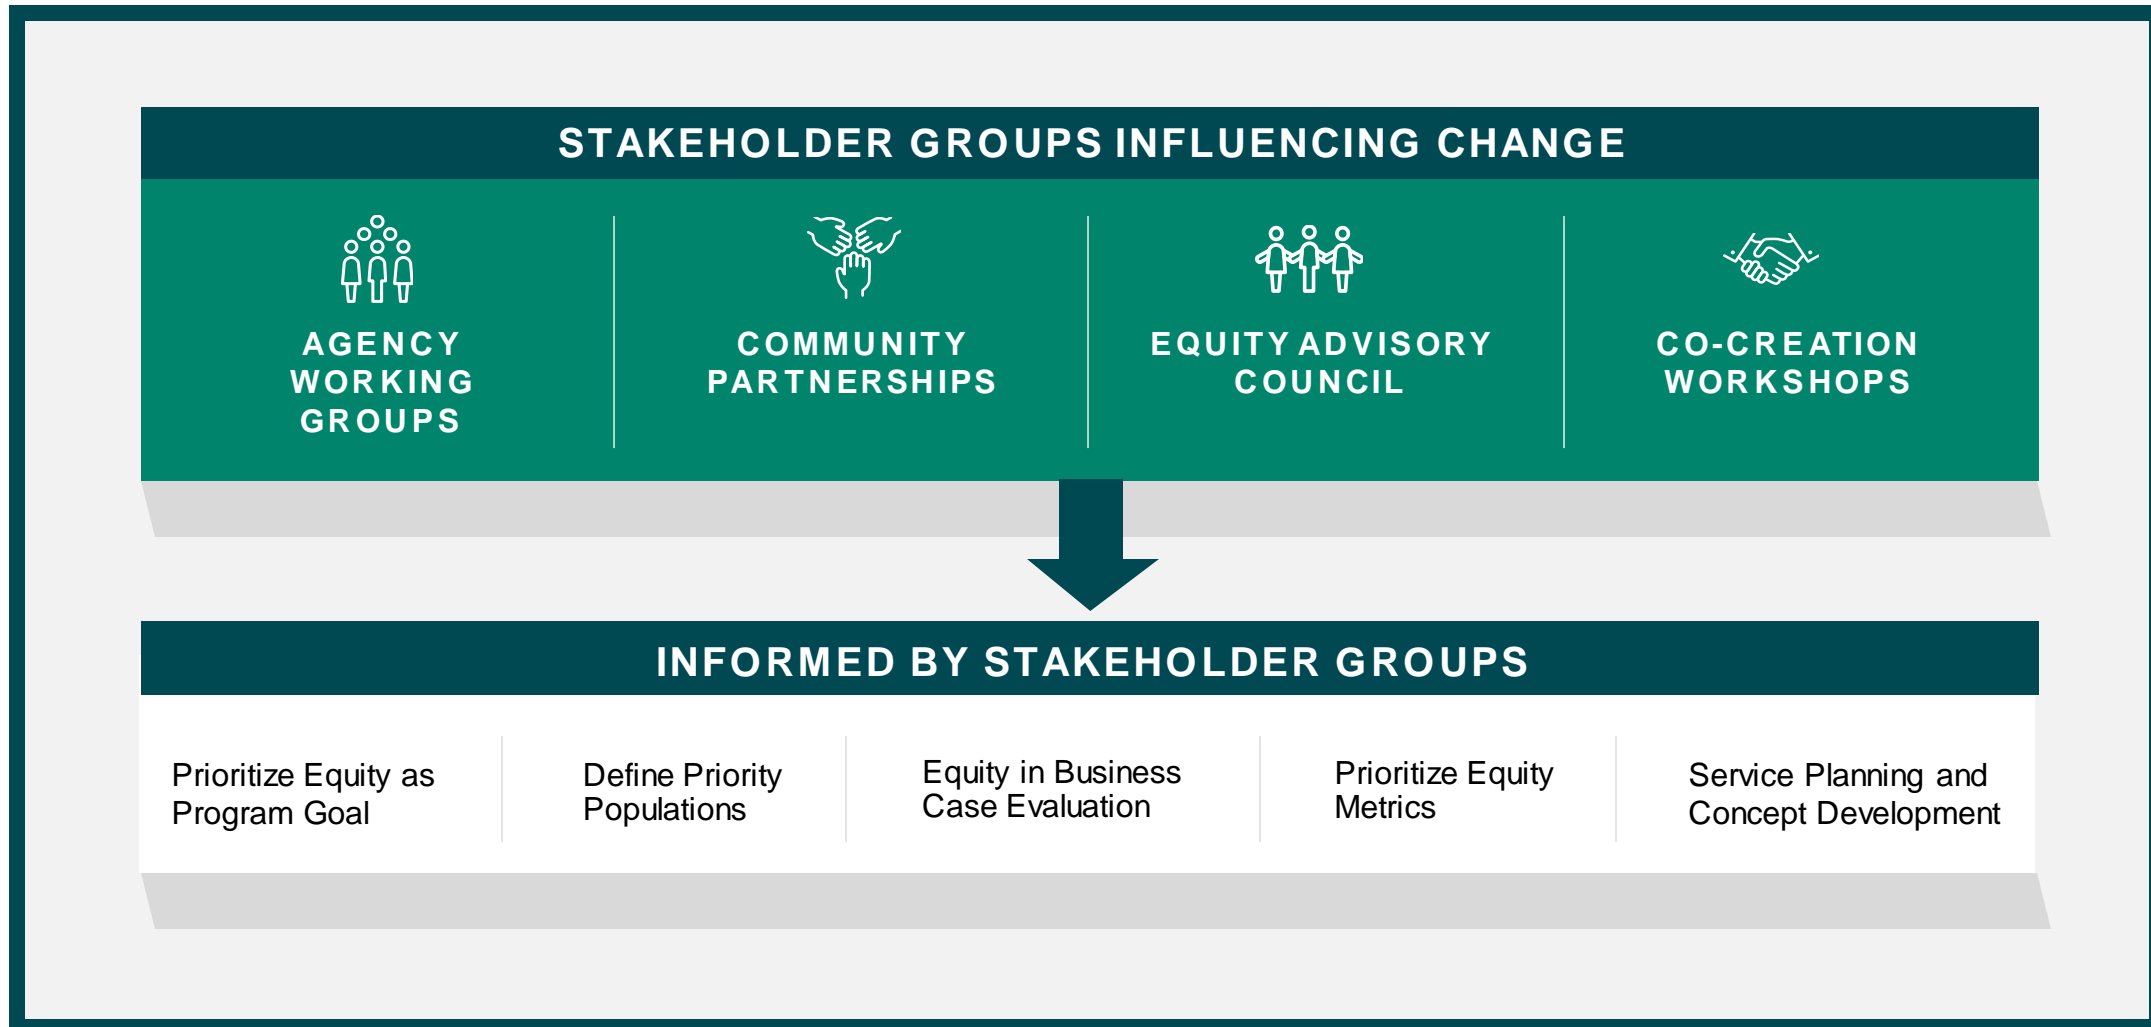 STAKEHOLDER GROUPS INFLUENCING CHANGE
AGENCY
WORKING
GROUPS
COMMUNITY
PARTNERSHIPS
EQUITY ADVISORY
COUNCIL
CO-CREATION
WORKSHOPS
INFORMED BY STAKEHOLDER GROUPS
Prioritize Equity as
Program Goal
Define Priority
Populations
Equity in Business
Case Evaluation
Prioritize Equity
Metrics
Service Planning and
Concept Development